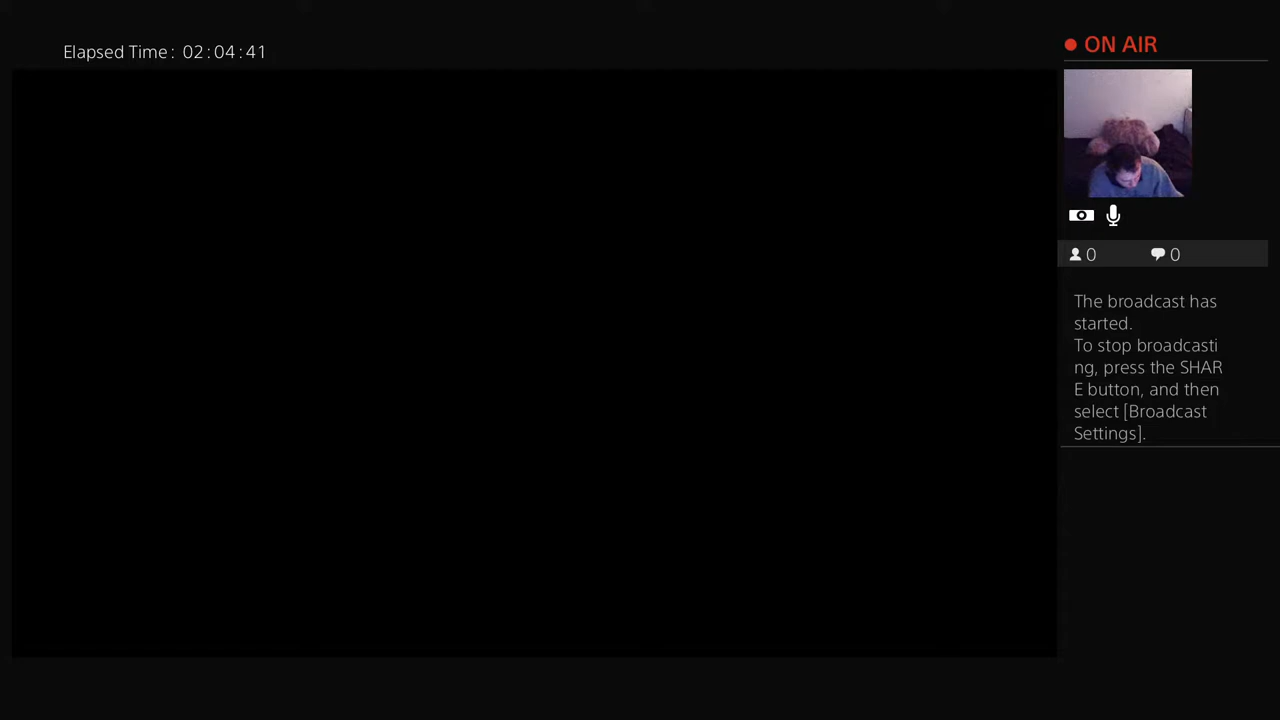 Elapsed Time: 02:04:41
ON AIR
0 0
The broadcast has
started.
To stop broadcasti
ng, press the SHAR
E button, and then
select [Broadcast
Settings].